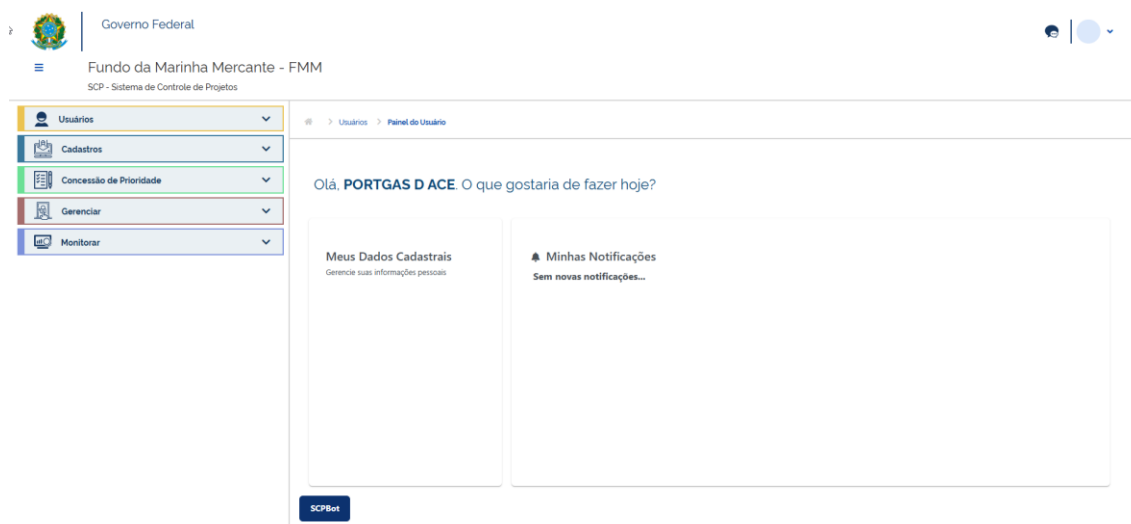 Governo Federal
Fundo da Marinha Mercante - FMM
SCP - Sistema de Controle de Projetos
Usuários
Cadastros
Concessão de Prioridade
Gerenciar
Monitorar
Usuários > Painel do Usuário
Olá, PORTGAS D ACE. O que gostaria de fazer hoje?
Meus Dados Cadastrais
Gerencie suas informações pessoais
Minhas Notificações
Sem novas notificações...
SCPBot